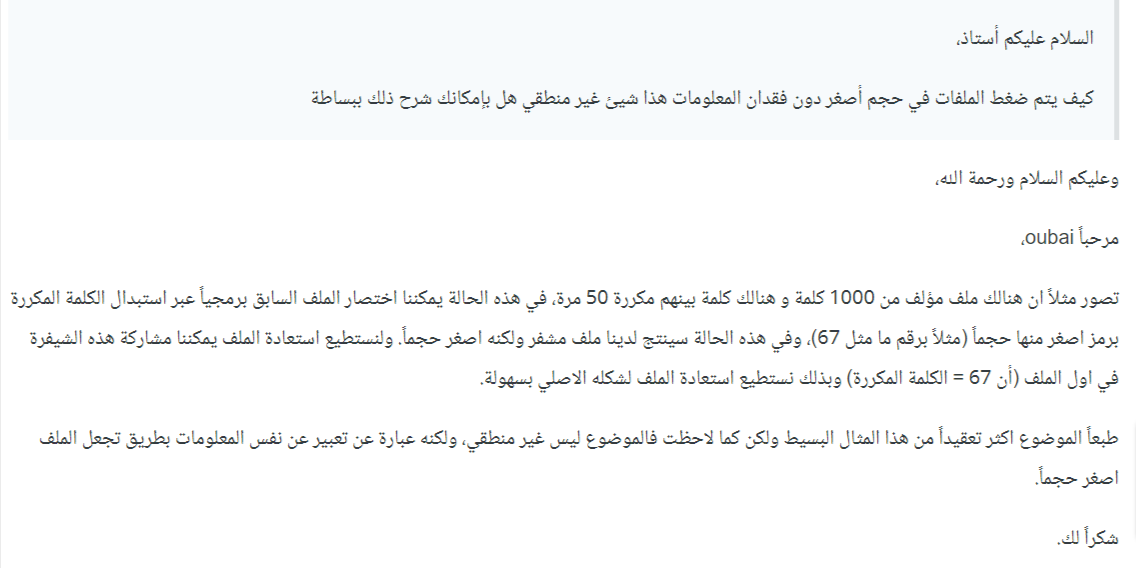 السلام عليكم أستاذ،
كيف يتم ضغط الملفات في حجم أصغر دون فقدان المعلومات هذا شيئ غير منطقي هل بإمكانك شرح ذلك ببساطة
وعليكم السلام ورحمة الله،
مرحباً oubai،
تصور مثلاً ان هنالك ملف مؤلف من 1000 كلمة و هنالك كلمة بينهم مكررة 50 مرة، في هذه الحالة يمكننا اختصار الملف السابق برمجياً عبر استبدال الكلمة المكررة
برمز اصغر منها حجماً (مثلاً برقم ما مثل 67)، وفي هذه الحالة سينتج لدينا ملف مشفر ولكنه اصغر حجماً. ولنستطيع استعادة الملف يمكننا مشاركة هذه الشيفرة
في اول الملف (أن 67 = الكلمة المكررة) وبذلك نستطيع استعادة الملف لشكله الاصلي بسهولة.
طبعاً الموضوع اكثر تعقيداً من هذا المثال البسيط ولكن كما لاحظت فالموضوع ليس غير منطقي، ولكنه عبارة عن تعبير عن نفس المعلومات بطريق تجعل الملف
اصغر حجماً.
شكراً لك.